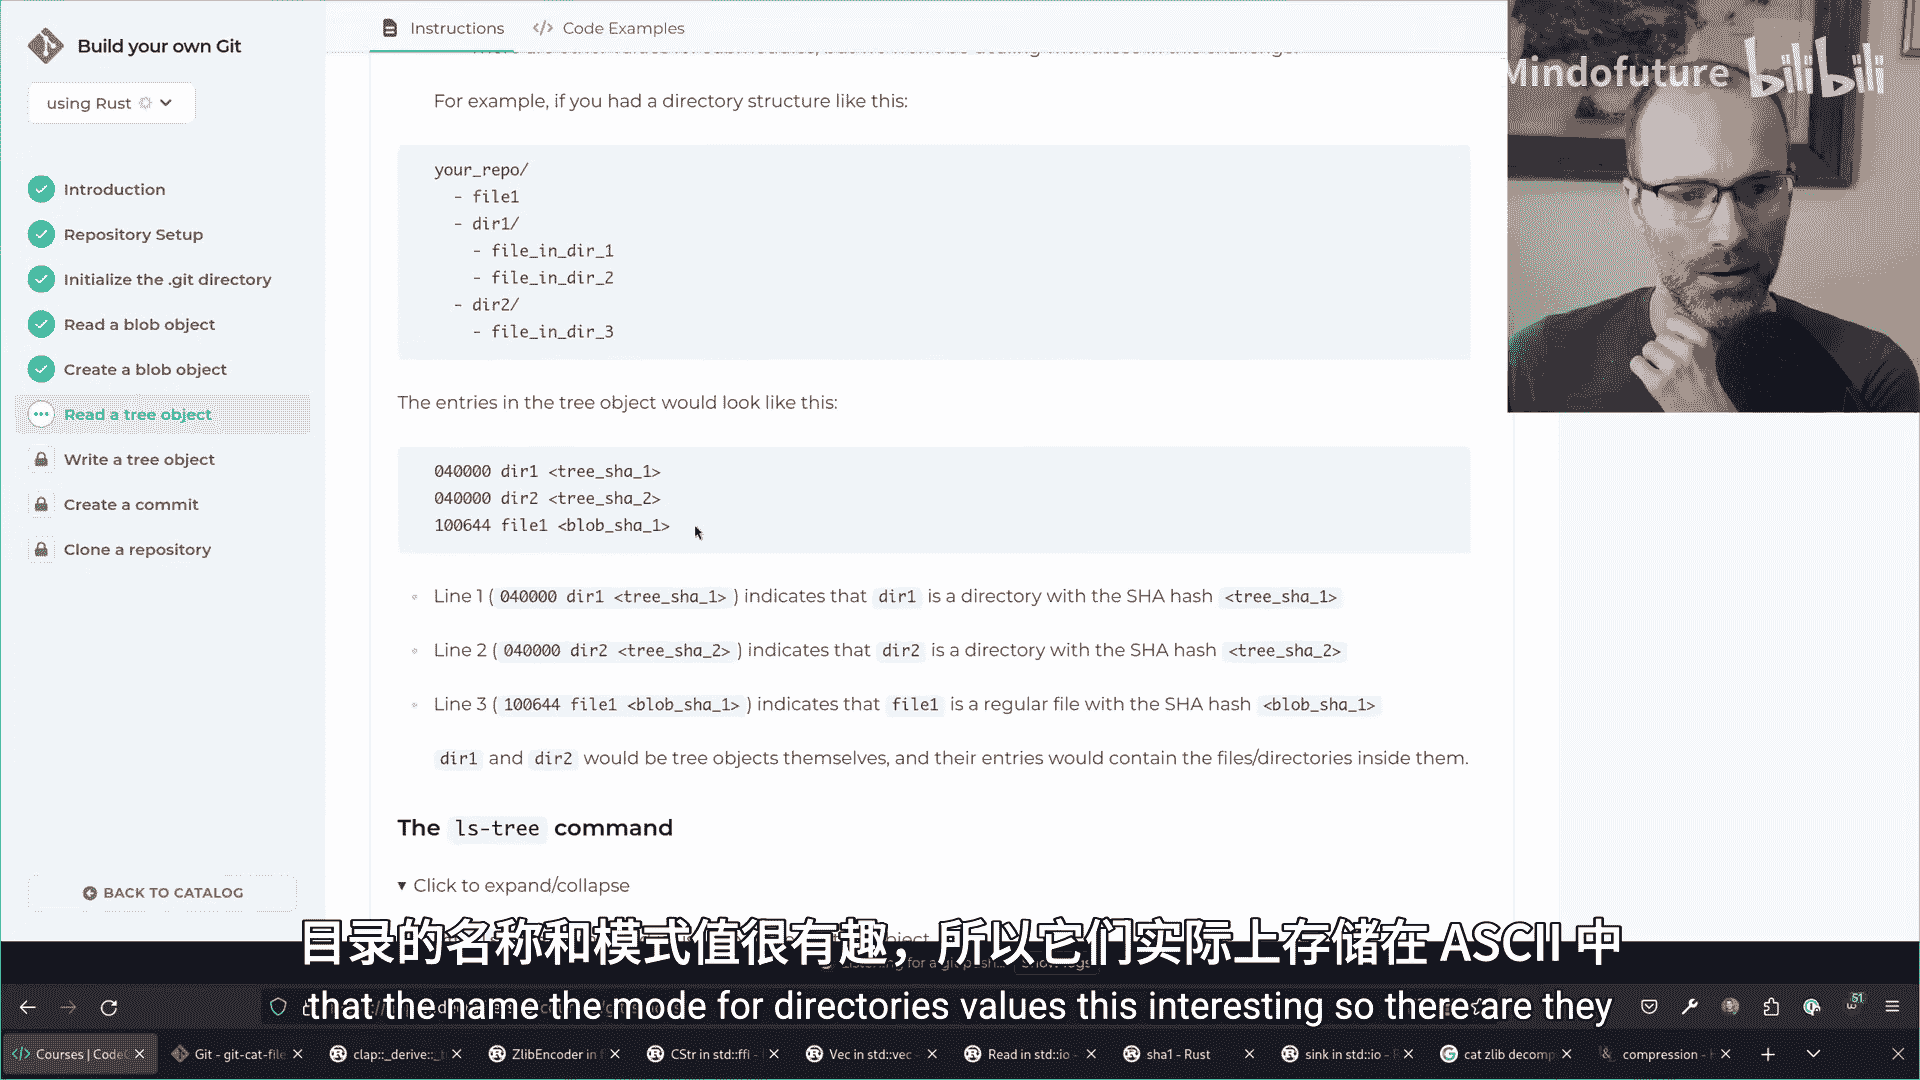 Build your own Git
Instructions
Code Examples
Mindofuture bilibili
using Rust
For example, if you had a directory structure like this:
your_repo/
- file1
- dir1/
- file_in_dir_1
- file_in_dir_2
- dir2/
- file_in_dir_3
Introduction
Repository Setup
Initialize the .git directory
Read a blob object
Create a blob object
Read a tree object
Write a tree object
Create a commit
Clone a repository
The entries in the tree object would look like this:
040000 dir1 <tree_sha_1>
040000 dir2 <tree_sha_2>
100644 file1 <blob_sha_1>
Line 1 ( 040000 dir1 <tree_sha_1> ) indicates that dir1 is a directory with the SHA hash <tree_sha_1>
Line 2 ( 040000 dir2 <tree_sha_2> ) indicates that dir2 is a directory with the SHA hash <tree_sha_2>
Line 3 ( 100644 file1 <blob_sha_1> ) indicates that file1 is a regular file with the SHA hash <blob_sha_1>
dir1 and dir2 would be tree objects themselves, and their entries would contain the files/directories inside them.
The ls-tree command
Click to expand/collapse
BACK TO CATALOG
目录的名称和模式值很有趣，所以它们实际上存储在 ASCII 中
that the name the mode for directories values this interesting so there are they
51
Courses | Code
Git - git-cat-file
clap::_derive::_t
ZlibEncoder in f
CStr in std::ffi -
Vec in std::vec -
Read in std::io -
sha1 - Rust
sink in std::io - R
cat zlib decomp
compression -